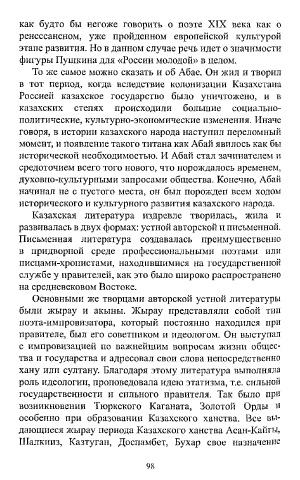 как будто бы негоже говорить о поэте XIX века как о
ренессансном, уже пройденном европейской культурой
этапе развития. Но в данном случае речь идет о значимости
фигуры Пушкина для "России молодой" в целом.
То же самое можно сказать и об Абае. Он жил и творил
в тот период, когда вследствие колонизации Казахстана
Россией казахское государство было уничтожено, и в
казахских степях происходили большие социально-
политические, культурно-экономические изменения. Иначе
говоря, в истории казахского народа наступил переломный
момент, и появление такого титана как Абай явилось как бы
исторической необходимостью. И Абай стал зачинателем и
средоточием всего того нового, что порождалось временем,
духовно-культурными запросами общества. Конечно, Абай
начинал не с пустого места, он был порожден всем ходом
исторического и культурного развития казахского народа.
Казахская литература издревле творилась, жила и
развивалась в двух формах: устной авторской и письменной.
Письменная литература создавалась преимущественно
в придворной среде профессиональными поэтами или
писцами-хронистами, находившимися на государственной
службе у правителей, как это было широко распространено
на средневековом Востоке.
Основными же творцами авторской устной литературы
были жырау и акыны. Жырау представляли собой тип
поэта-импровизатора, который постоянно находился при
правителе, был его советником и идеологом. Он выступал
с импровизацией по важнейшим вопросам жизни общест-
ва и государства и адресовал свои слова непосредственно
хану или султану. Благодаря этому литература выполняла
роль идеологии, проповедовала идею этатизма, т.е. сильной
государственности и сильного правителя. Так было при
возникновении Тюркского Каганата, Золотой Орды и
особенно при образовании Казахского ханства. Все вы-
дающиеся жырау периода Казахского ханства Асан-Кайгы,
Шалкииз, Казтуган, Доспамбет, Бухар свое назначение
98